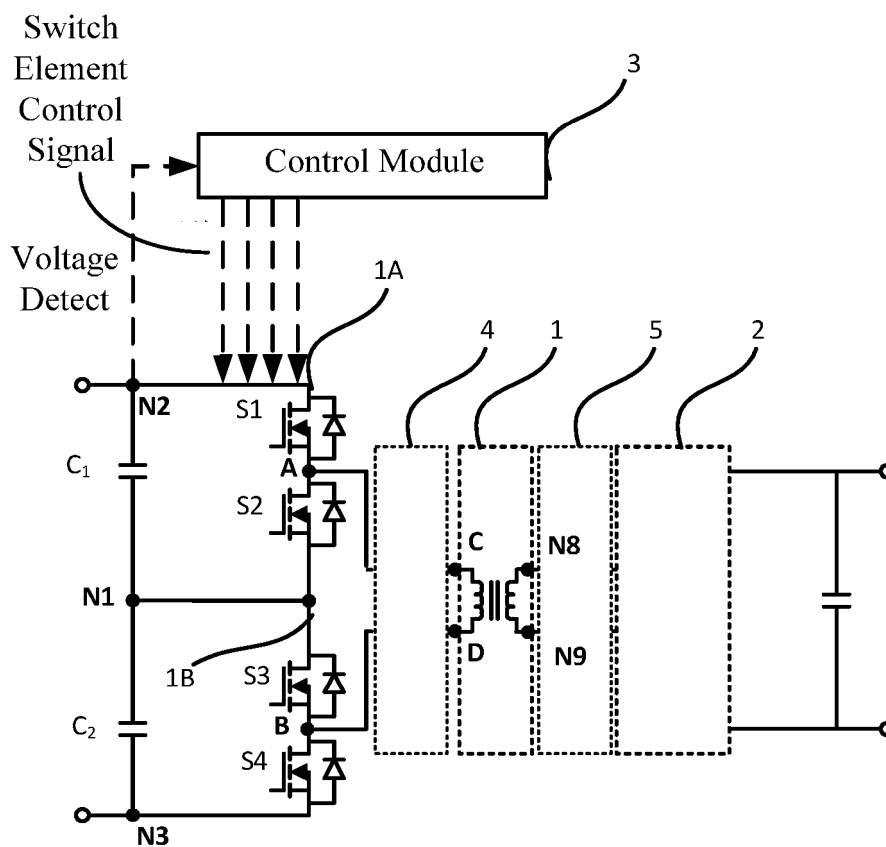 Switch
Element
Control
Signal
3
Control Module
Voltage
Detect
1A
4
1
5
2
N2
S1
C1
A
S2
C
N8
N1
D
N9
1B
S3
C2
B
S4
N3